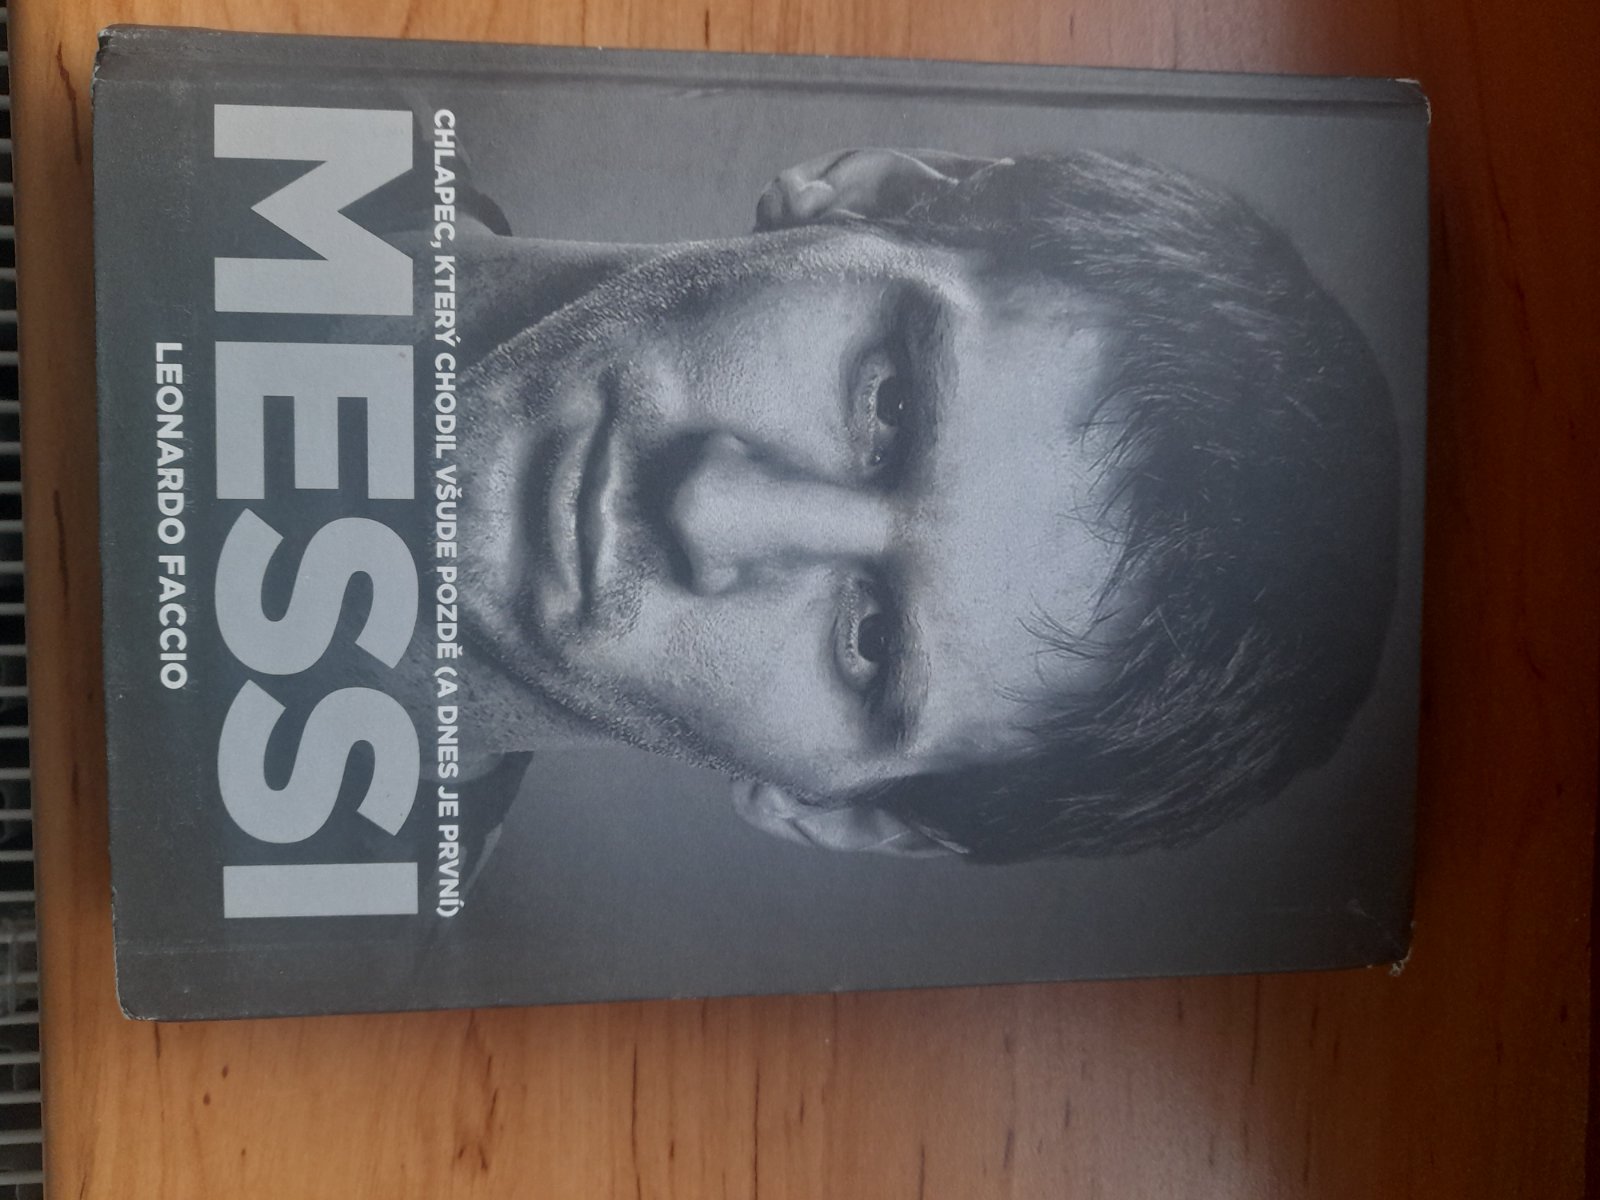 CHLAPEC, KTERÝ CHODIL VŠUDE POZDĚ (A DNES JE PRVNÍ)
MESSI
LEONARDO FACCIO